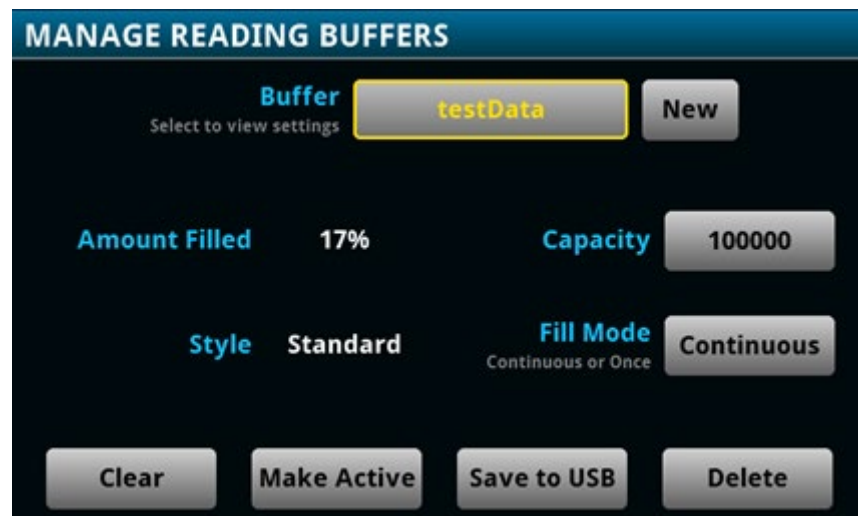 MANAGE READING BUFFERS
Buffer
Select to view settings
testData
New
Amount Filled
17%
Capacity
100000
Style
Standard
Fill Mode
Continuous or Once
Continuous
Clear
Make Active
Save to USB
Delete